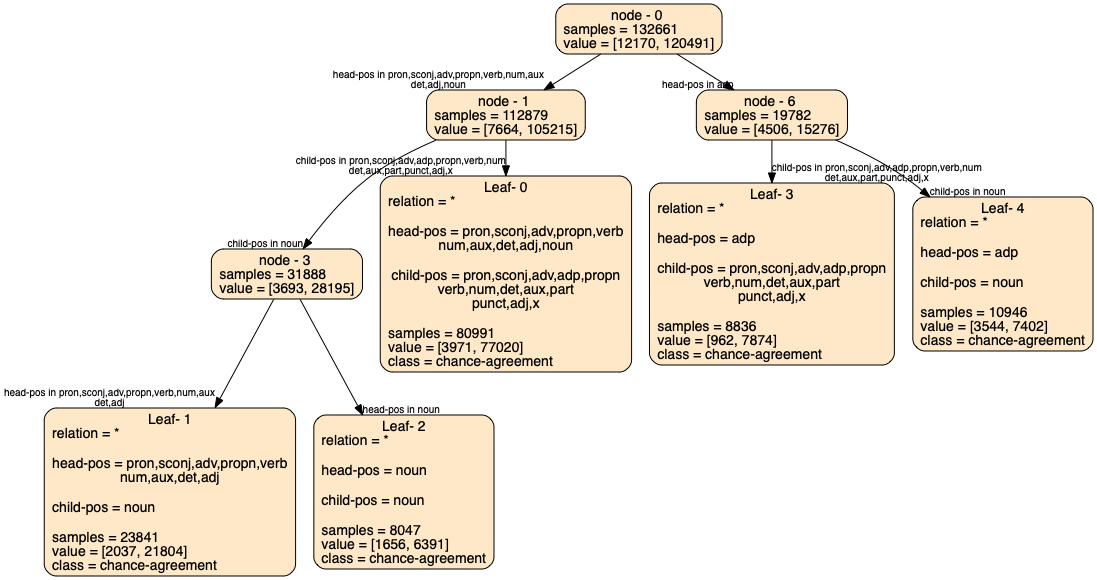 node - 0
samples = 132661
value = [12170, 120491]
head-pos in pron,sconj,adv,propn,verb,num,aux
det,adj,noun
head-pos in adp
node - 1
samples = 112879
value = [7664, 105215]
node - 6
samples = 19782
value = [4506, 15276]
child-pos in pron,sconj,adv,adp,propn,verb,num
det,aux,part,punct,adj,x
child-pos in pron,sconj,adv,adp,propn,verb,num
det,aux,part,punct,adj,x
child-pos in noun
child-pos in noun
node - 3
samples = 31888
value = [3693, 28195]
Leaf- 0
relation = *
head-pos = pron,sconj,adv,propn,verb
num,aux,det,adj,noun
child-pos = pron,sconj,adv,adp,propn
verb,num,det,aux,part
punct,adj,x
samples = 80991
value = [3971, 77020]
class = chance-agreement
Leaf- 3
relation = *
head-pos = adp
child-pos = pron,sconj,adv,adp,propn
verb,num,det,aux,part
punct,adj,x
samples = 8836
value = [962, 7874]
class = chance-agreement
Leaf- 4
relation = *
head-pos = adp
child-pos = noun
samples = 10946
value = [3544, 7402]
class = chance-agreement
head-pos in pron,sconj,adv,propn,verb,num,aux
det,adj
head-pos in noun
Leaf- 1
relation = *
head-pos = pron,sconj,adv,propn,verb
num,aux,det,adj
child-pos = noun
samples = 23841
value = [2037, 21804]
class = chance-agreement
Leaf- 2
relation = *
head-pos = noun
child-pos = noun
samples = 8047
value = [1656, 6391]
class = chance-agreement